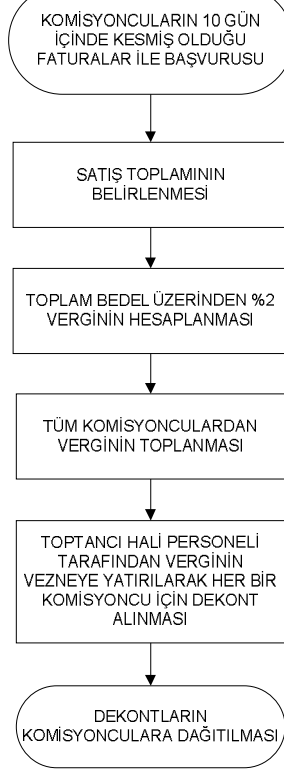 KOMİSYONCULARIN 10 GÜN
İÇİNDE KESMİŞ OLDUĞU
FATURALAR İLE BAŞVURUSU
SATIŞ TOPLAMININ
BELİRLENMESİ
TOPLAM BEDEL ÜZERİNDEN %2
VERGİNİN HESAPLANMASI
TÜM KOMİSYONCULARDAN
VERGİNİN TOPLANMASI
TOPTANCI HALİ PERSONELİ
TARAFINDAN VERGİNİN
VEZNEYE YATIRILARAK HER BİR
KOMİSYONCU İÇİN DEKONT
ALINMASI
DEKONTLARIN
KOMİSYONCULARA DAĞITILMASI